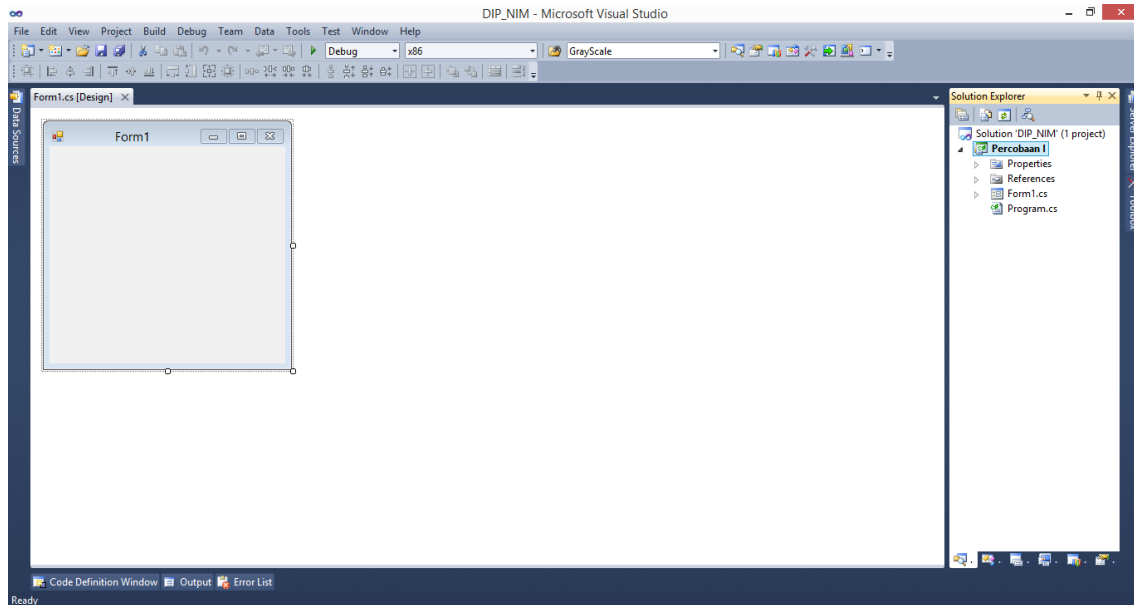 DIP_NIM - Microsoft Visual Studio
File Edit View Project Build Debug Team Data Tools Test Window Help
Debug x86 GrayScale
Form1.cs [Design]
Solution Explorer
Data Sources
Form1
Solution 'DIP_NIM' (1 project)
Percobaan I
Properties
References
Form1.cs
Program.cs
Server Explorer
Toolbox
Code Definition Window Output Error List
Ready